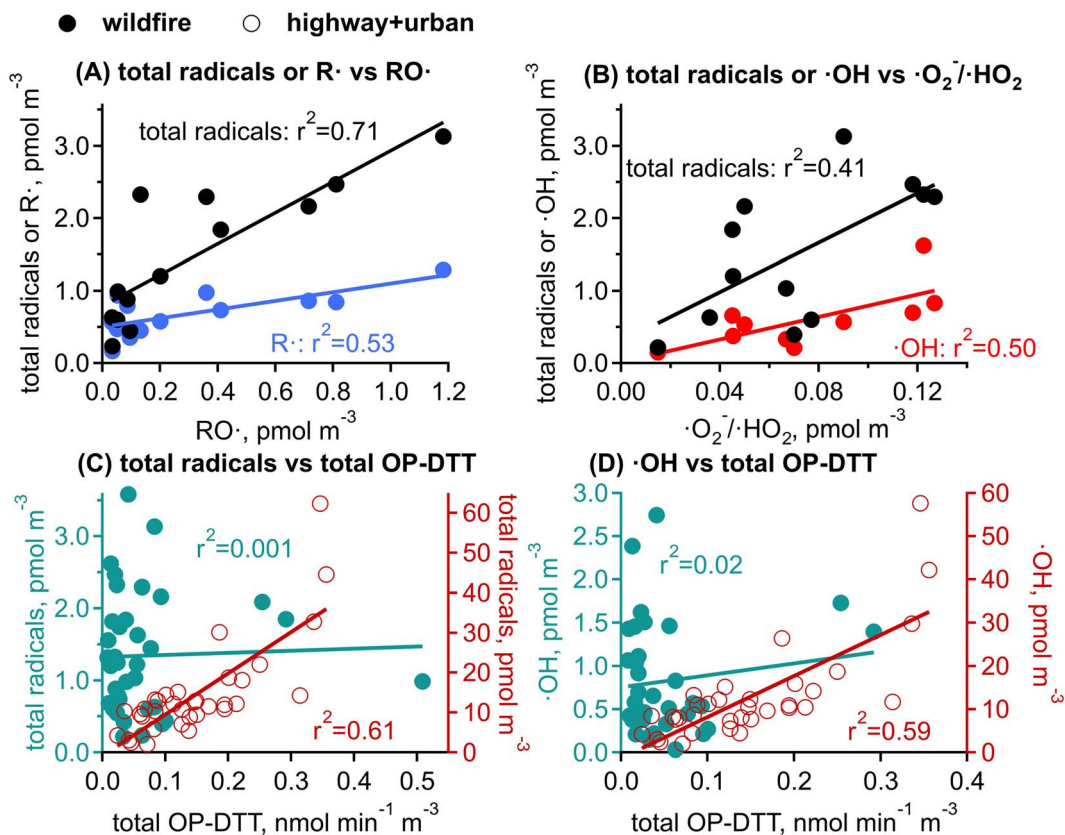 ● wildfire ○ highway+urban
(A) total radicals or R· vs RO·
total radicals or R·, pmol m⁻³
3.0
2.0
1.0
0.0
total radicals: r²=0.71
R·: r²=0.53
0.0 0.2 0.4 0.6 0.8 1.0 1.2
RO·, pmol m⁻³
(B) total radicals or ·OH vs ·O₂⁻/·HO₂
total radicals or ·OH, pmol m⁻³
3.0
2.0
1.0
0.0
total radicals: r²=0.41
·OH: r²=0.50
0.00 0.04 0.08 0.12
·O₂⁻/·HO₂, pmol m⁻³
(C) total radicals vs total OP-DTT
total radicals, pmol m⁻³
3.0
2.0
1.0
0.0
r²=0.001
r²=0.61
60
50
40
30
20
10
0
total radicals, pmol m⁻³
0.0 0.1 0.2 0.3 0.4 0.5
total OP-DTT, nmol min⁻¹ m⁻³
(D) ·OH vs total OP-DTT
·OH, pmol m⁻³
3.0
2.5
2.0
1.5
1.0
0.5
0.0
r²=0.02
r²=0.59
60
50
40
30
20
10
0
·OH, pmol m⁻³
0.0 0.1 0.2 0.3 0.4
total OP-DTT, nmol min⁻¹ m⁻³